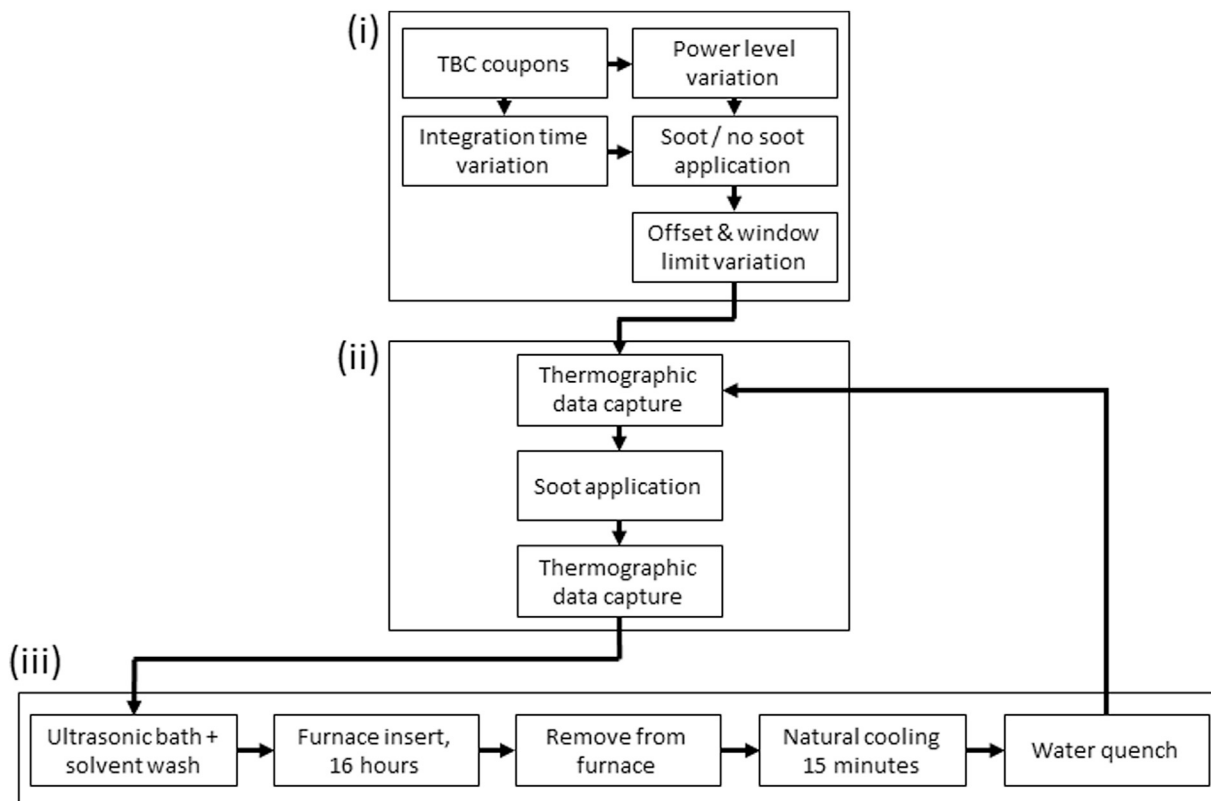 (i)
TBC coupons
Power level
variation
Integration time
variation
Soot / no soot
application
Offset & window
limit variation
(ii)
Thermographic
data capture
Soot application
Thermographic
data capture
(iii)
Ultrasonic bath +
solvent wash
Furnace insert,
16 hours
Remove from
furnace
Natural cooling
15 minutes
Water quench